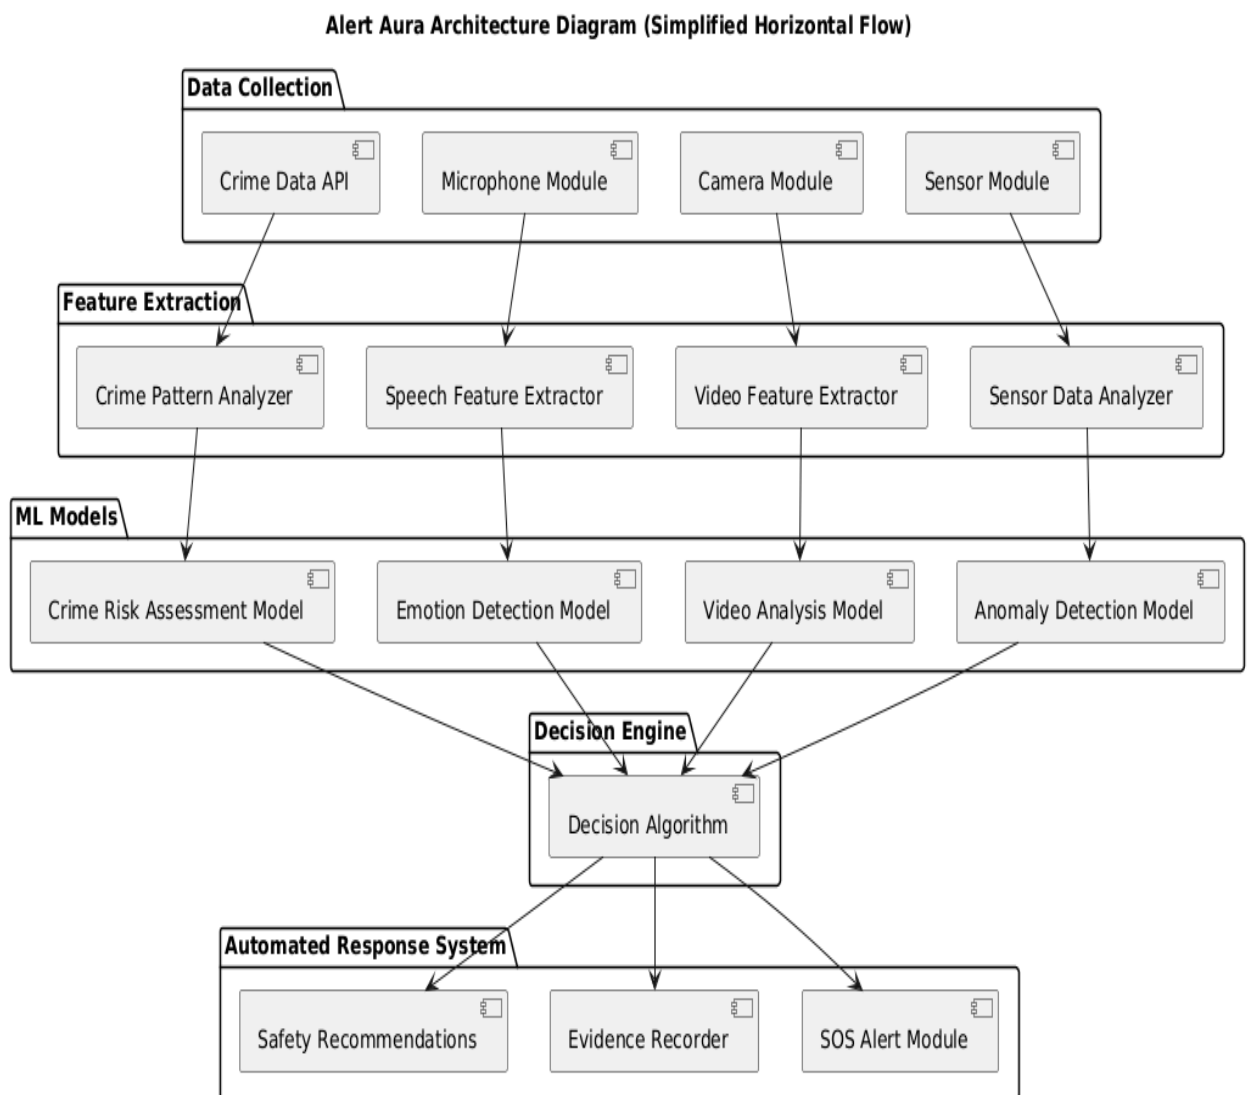 Alert Aura Architecture Diagram (Simplified Horizontal Flow)
Data Collection
Crime Data API
Microphone Module
Camera Module
Sensor Module
Feature Extraction
Crime Pattern Analyzer
Speech Feature Extractor
Video Feature Extractor
Sensor Data Analyzer
ML Models
Crime Risk Assessment Model
Emotion Detection Model
Video Analysis Model
Anomaly Detection Model
Decision Engine
Decision Algorithm
Automated Response System
Safety Recommendations
Evidence Recorder
SOS Alert Module